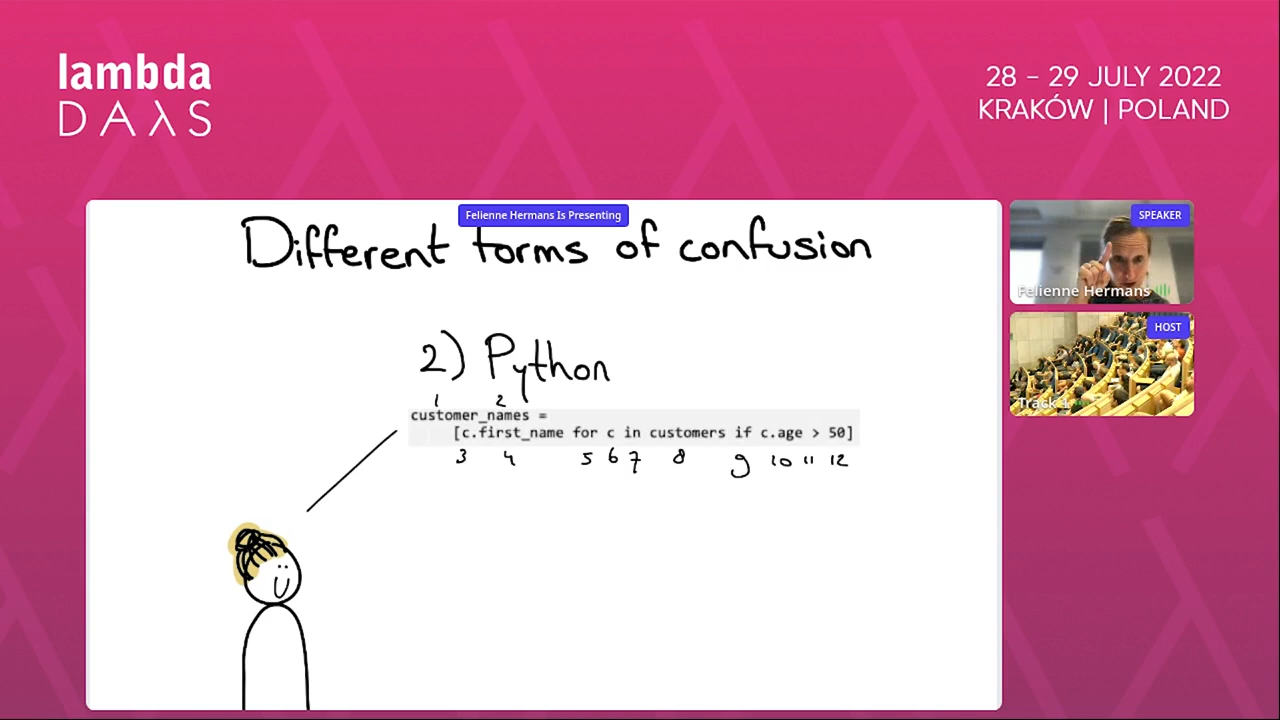 lambda
DAλS
28 – 29 JULY 2022
KRAKÓW | POLAND
Felienne Hermans Is Presenting
Different forms of confusion
2) Python
1 2
customer_names =
[c.first_name for c in customers if c.age > 50]
3 4 5 6 7 8 9 10 11 12
SPEAKER
Felienne Hermans
HOST
Track 1